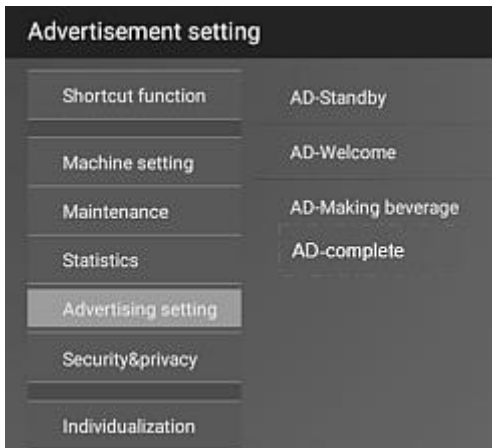 Advertisement setting
Shortcut function
Machine setting
Maintenance
Statistics
Advertising setting
Security&privacy
Individualization
AD-Standby
AD-Welcome
AD-Making beverage
AD-complete